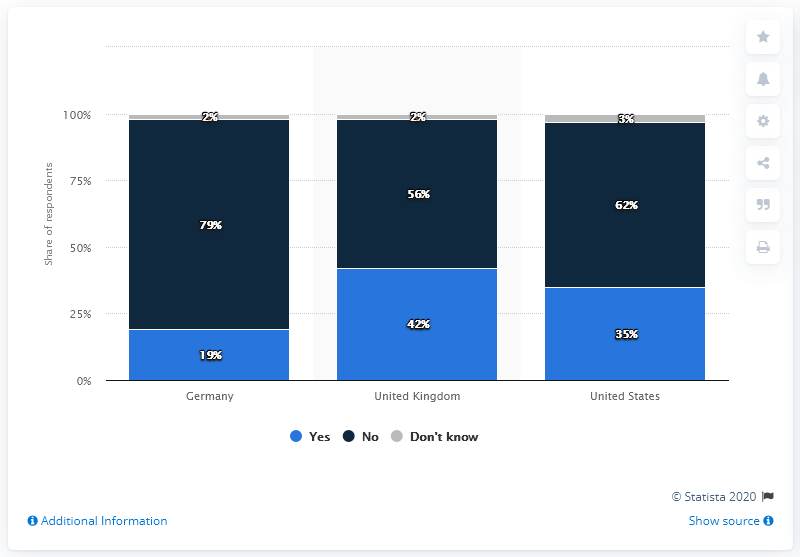 100%
75%
50%
25%
0%
Share of respondents
2%
79%
19%
2%
56%
42%
3%
62%
35%
Germany
United Kingdom
United States
Yes
No
Don't know
© Statista 2020
Additional Information
Show source